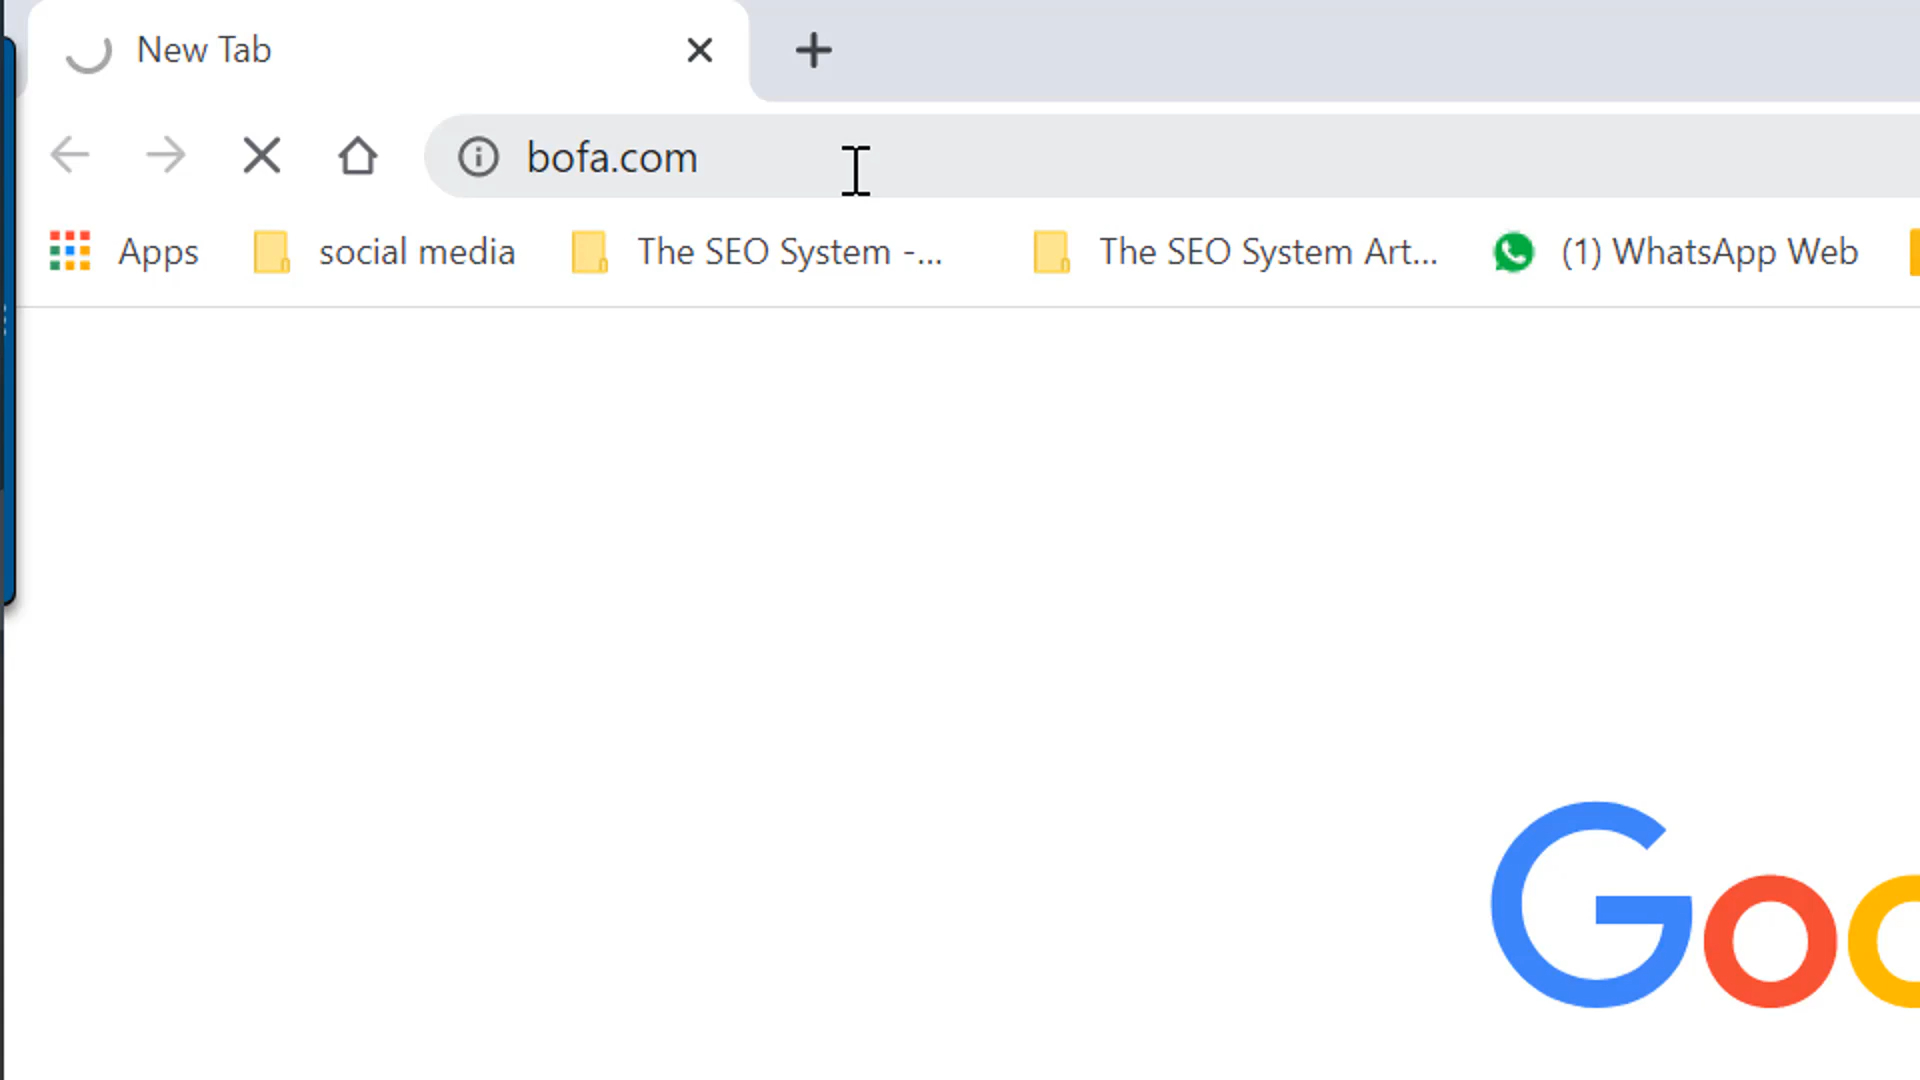 New Tab
bofa.com
Apps social media The SEO System -... The SEO System Art... (1) WhatsApp Web
Goo